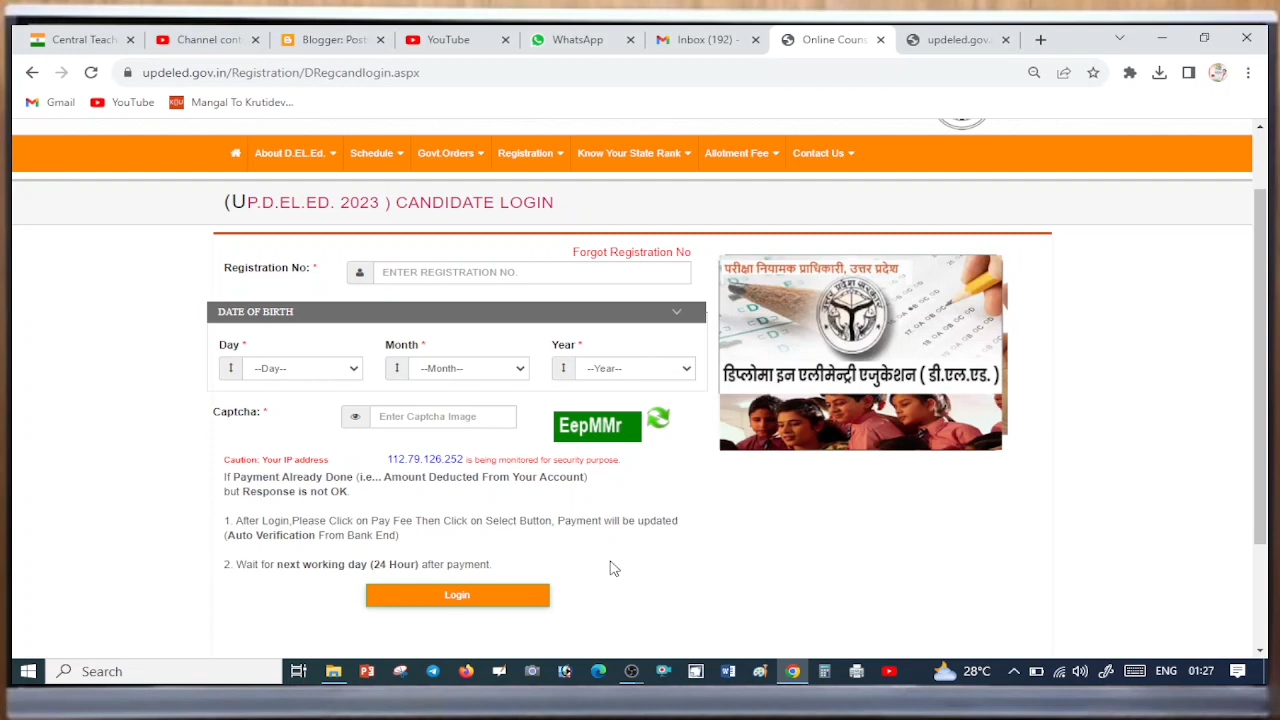 Central Teach
Channel cont
Blogger: Post
YouTube
WhatsApp
Inbox (192) -
Online Couns
updeled.gov.
updeled.gov.in/Registration/DRegcandlogin.aspx
Gmail
YouTube
Mangal To Krutidev...
About D.EL.Ed.
Schedule
Govt.Orders
Registration
Know Your State Rank
Allotment Fee
Contact Us
(UP.D.EL.ED. 2023 ) CANDIDATE LOGIN
Forgot Registration No
Registration No: *
ENTER REGISTRATION NO.
DATE OF BIRTH
Day *
Month *
Year *
--Day--
--Month--
--Year--
Captcha: *
Enter Captcha Image
EepMMr
Caution: Your IP address 112.79.126.252 is being monitored for security purpose.
If Payment Already Done (i.e... Amount Deducted From Your Account)
but Response is not OK.
1. After Login,Please Click on Pay Fee Then Click on Select Button, Payment will be updated
(Auto Verification From Bank End)
2. Wait for next working day (24 Hour) after payment.
Login
परीक्षा नियामक प्राधिकारी, उत्तर प्रदेश
डिप्लोमा इन एलीमेन्ट्री एजुकेशन ( डी.एल.एड. )
Search
28°C
ENG
01:27